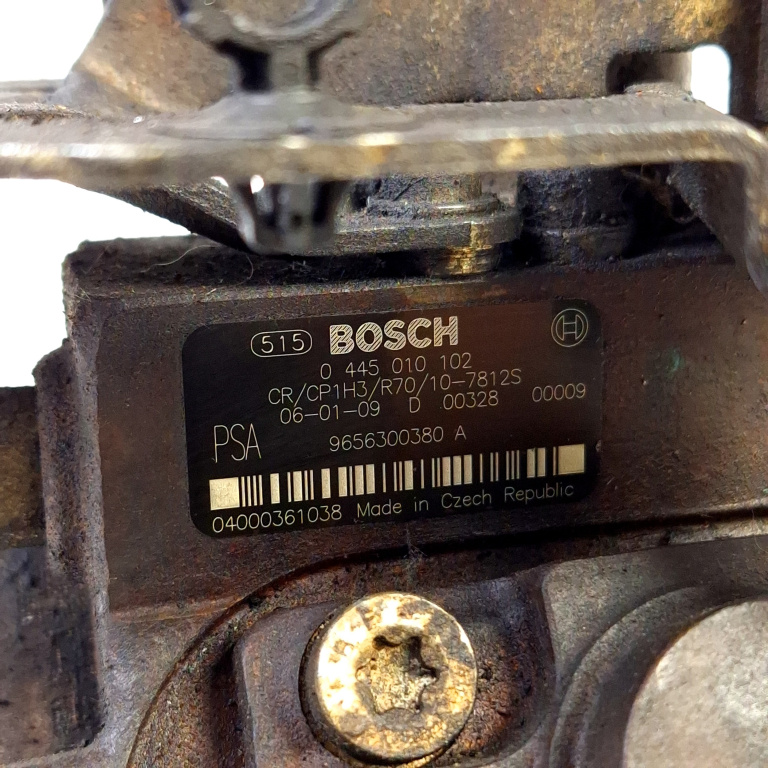 515 BOSCH
0 445 010 102
CR/CP1H3/R70/10-7812S
06-01-09 D 00328 00009
PSA 9656300380 A
04000361038 Made in Czech Republic